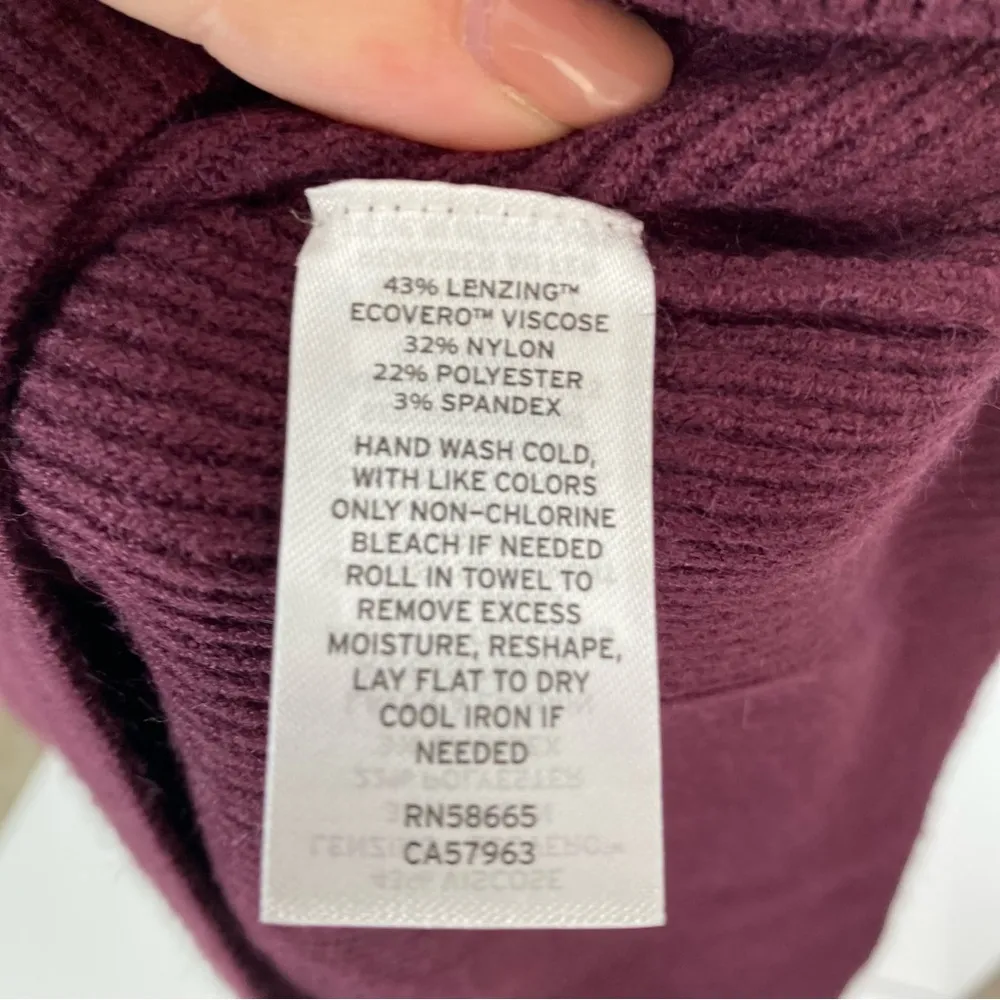 43% LENZING™
ECOVERO™ VISCOSE
32% NYLON
22% POLYESTER
3% SPANDEX
HAND WASH COLD,
WITH LIKE COLORS
ONLY NON-CHLORINE
BLEACH IF NEEDED
ROLL IN TOWEL TO
REMOVE EXCESS
MOISTURE, RESHAPE,
LAY FLAT TO DRY
COOL IRON IF
NEEDED
RN58665
CA57963